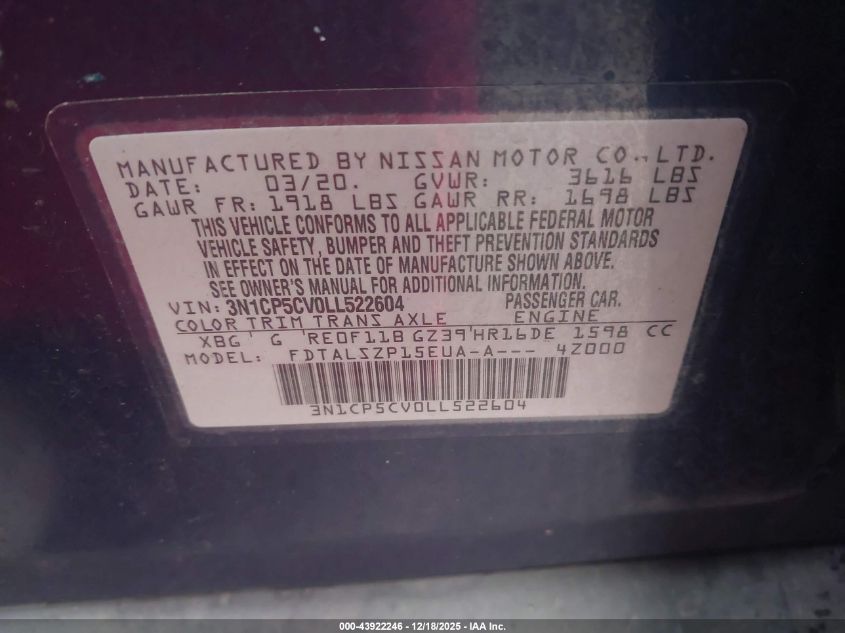 MANUFACTURED BY NISSAN MOTOR CO., LTD.
DATE: 03/20. GVWR: 3616 LBS
GAWR FR: 1918 LBS GAWR RR: 1698 LBS
THIS VEHICLE CONFORMS TO ALL APPLICABLE FEDERAL MOTOR
VEHICLE SAFETY, BUMPER AND THEFT PREVENTION STANDARDS
IN EFFECT ON THE DATE OF MANUFACTURE SHOWN ABOVE.
SEE OWNER'S MANUAL FOR ADDITIONAL INFORMATION.
VIN: 3N1CP5CV0LL522604 PASSENGER CAR.
COLOR TRIM TRANS AXLE ENGINE
XBG G RE0F11B GZ39 HR16DE 1598 CC
MODEL: FDTALSZP15EUA-A--- 4Z000
3N1CP5CV0LL522604
000-43922246 - 12/18/2025 - IAA Inc.